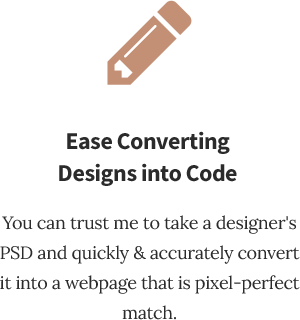 Ease Converting
Designs into Code
You can trust me to take a designer's
PSD and quickly & accurately convert
it into a webpage that is pixel-perfect
match.